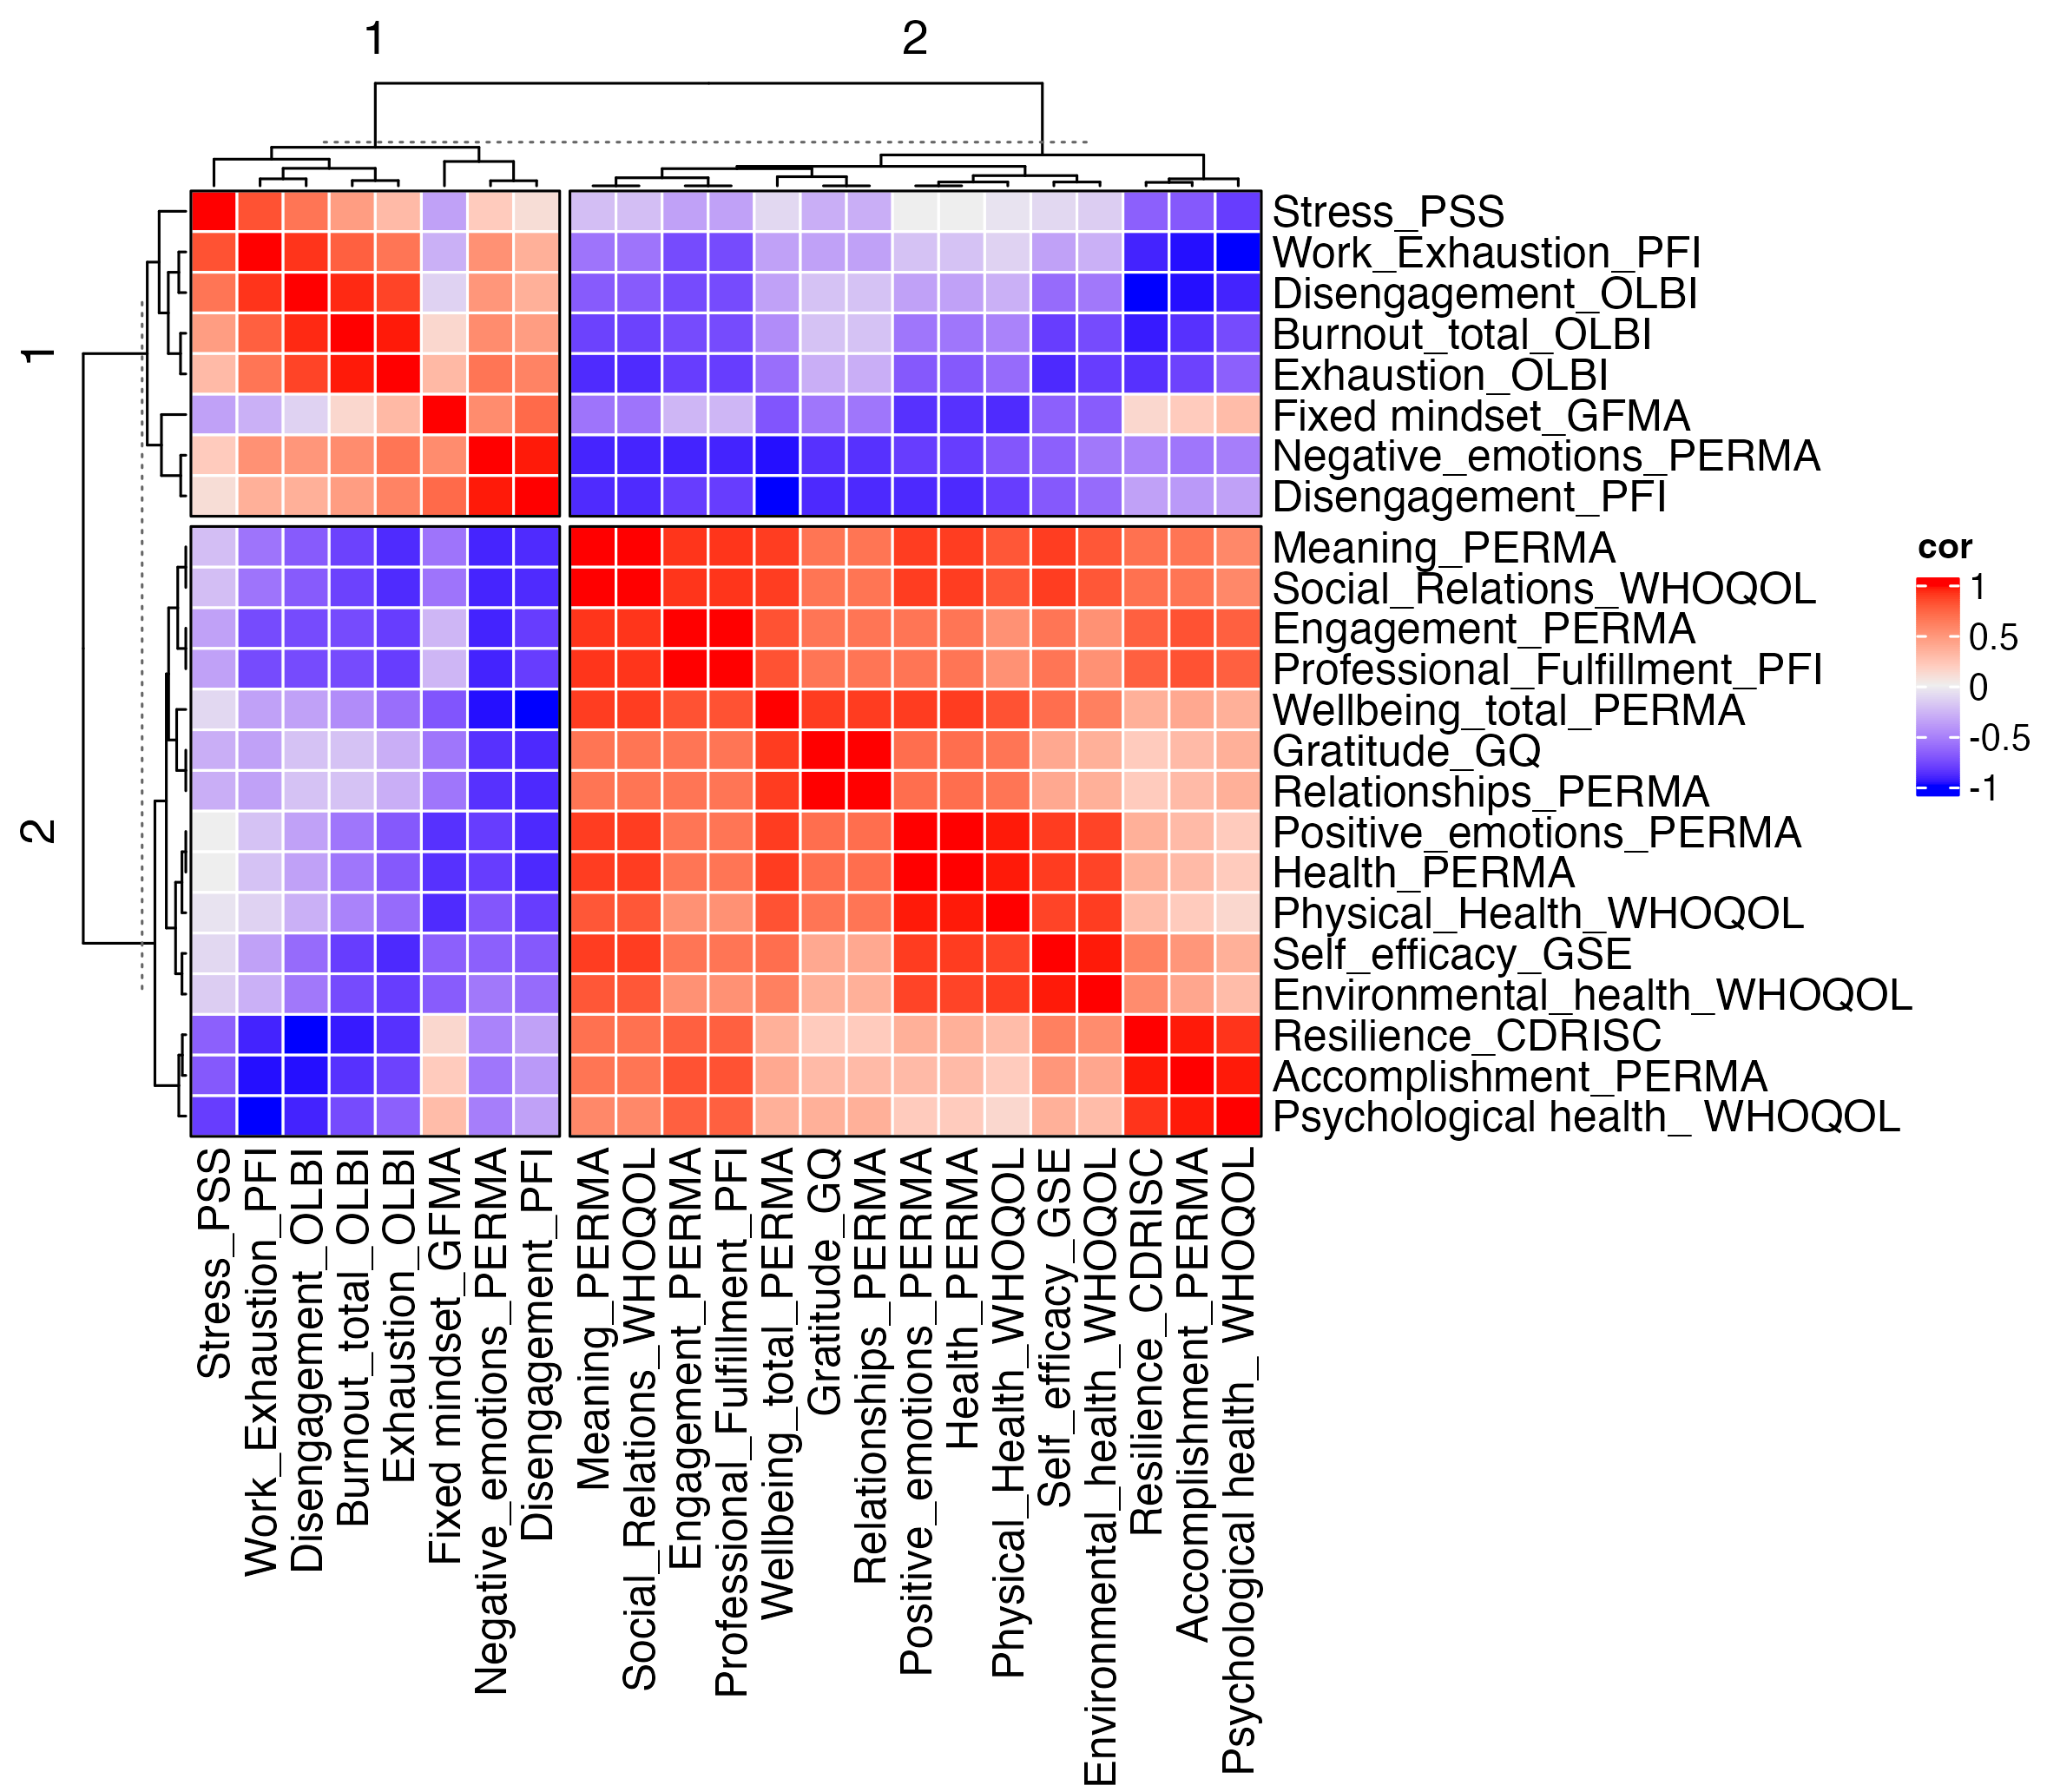 1
2
1
2
Stress_PSS
Work_Exhaustion_PFI
Disengagement_OLBI
Burnout_total_OLBI
Exhaustion_OLBI
Fixed mindset_GFMA
Negative_emotions_PERMA
Disengagement_PFI
Meaning_PERMA
Social_Relations_WHOQOL
Engagement_PERMA
Professional_Fulfillment_PFI
Wellbeing_total_PERMA
Gratitude_GQ
Relationships_PERMA
Positive_emotions_PERMA
Health_PERMA
Physical_Health_WHOQOL
Self_efficacy_GSE
Environmental_health_WHOQOL
Resilience_CDRISC
Accomplishment_PERMA
Psychological health_ WHOQOL
cor
1
0.5
0
-0.5
-1
Stress_PSS
Work_Exhaustion_PFI
Disengagement_OLBI
Burnout_total_OLBI
Exhaustion_OLBI
Fixed mindset_GFMA
Negative_emotions_PERMA
Disengagement_PFI
Meaning_PERMA
Social_Relations_WHOQOL
Engagement_PERMA
Professional_Fulfillment_PFI
Wellbeing_total_PERMA
Gratitude_GQ
Relationships_PERMA
Positive_emotions_PERMA
Health_PERMA
Physical_Health_WHOQOL
Self_efficacy_GSE
Environmental_health_WHOQOL
Resilience_CDRISC
Accomplishment_PERMA
Psychological health_ WHOQOL